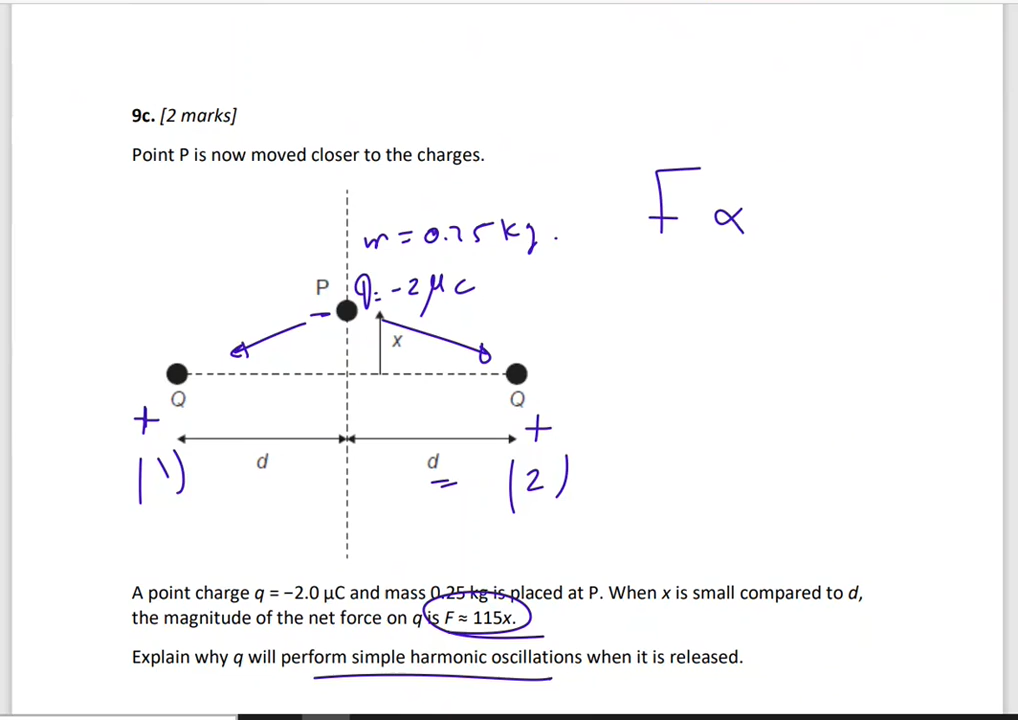 9c. [2 marks]
Point P is now moved closer to the charges.
F ∝
m = 0.25 kg.
P q = -2 μC
x
Q Q
+ +
d d
(1) (2)
A point charge q = −2.0 μC and mass 0.25 kg is placed at P. When x is small compared to d,
the magnitude of the net force on q is F ≈ 115x.
Explain why q will perform simple harmonic oscillations when it is released.